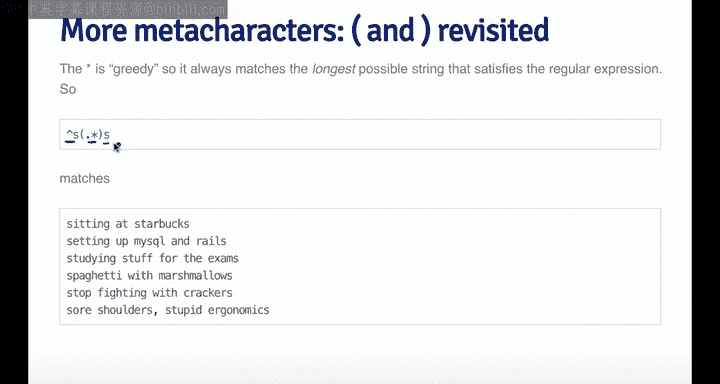 More metacharacters: ( and ) revisited
The * is “greedy” so it always matches the longest possible string that satisfies the regular expression.
So
^s(.*)s
matches
sitting at starbucks
setting up mysql and rails
studying stuff for the exams
spaghetti with marshmallows
stop fighting with crackers
sore shoulders, stupid ergonomics